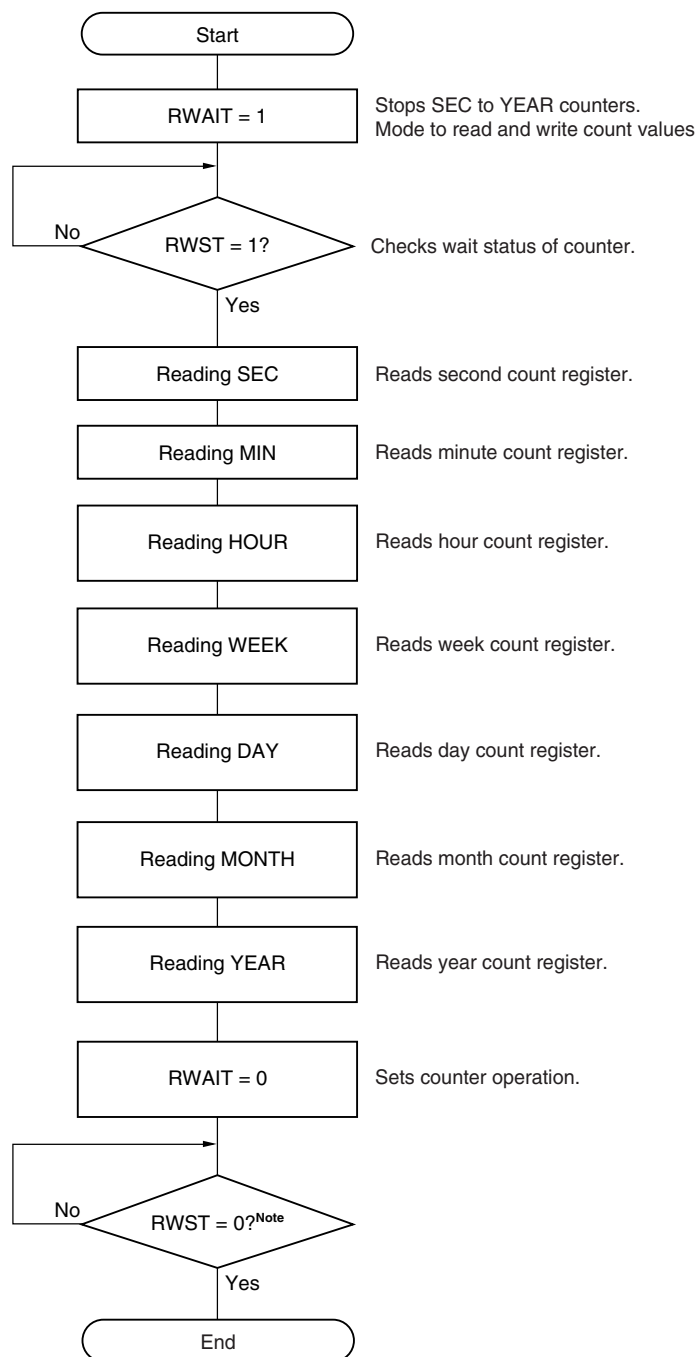 Start
RWAIT = 1
Stops SEC to YEAR counters.
Mode to read and write count values
No
RWST = 1?
Checks wait status of counter.
Yes
Reading SEC
Reads second count register.
Reading MIN
Reads minute count register.
Reading HOUR
Reads hour count register.
Reading WEEK
Reads week count register.
Reading DAY
Reads day count register.
Reading MONTH
Reads month count register.
Reading YEAR
Reads year count register.
RWAIT = 0
Sets counter operation.
No
RWST = 0?Note
Yes
End